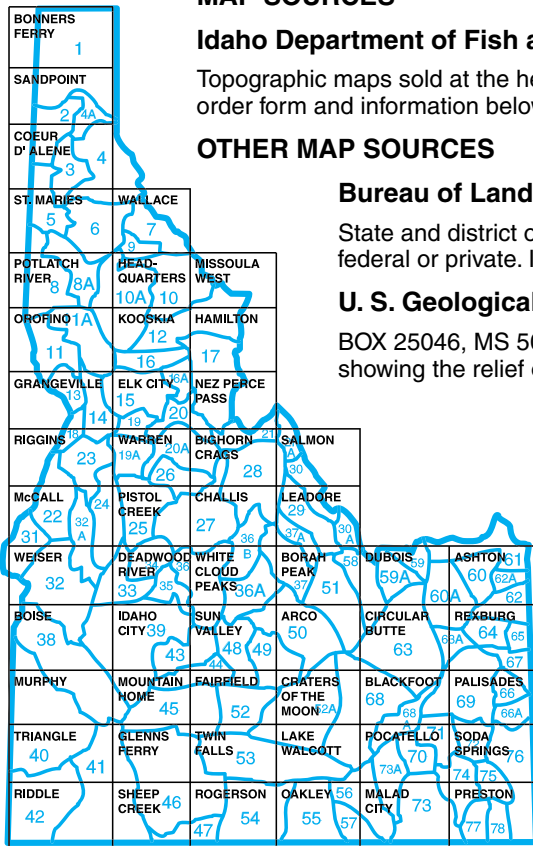 MAP SOURCES
Idaho Department of Fish a
Topographic maps sold at the he
order form and information below
OTHER MAP SOURCES
Bureau of Land
State and district o
federal or private. I
U. S. Geological
BOX 25046, MS 56
showing the relief
BONNERS
FERRY
1
SANDPOINT
2 4A
COEUR
D' ALENE 4
3
ST. MARIES WALLACE
5 6 7
9
POTLATCH HEAD- MISSOULA
RIVER QUARTERS WEST
8 8A 10A 10
OROFINO 1A KOOSKIA HAMILTON
12
11 16 17
GRANGEVILLE ELK CITY 16A NEZ PERCE
13 15 PASS
14 19 20
RIGGINS 18 WARREN BIGHORN 21 SALMON
23 19A 20A CRAGS A
26 28 30
McCALL PISTOL CHALLIS LEADORE
22 24 CREEK 29
31 32 25 27 37A 30
A 36 A
WEISER DEADWOOD WHITE B BORAH 58 DUBOIS 59 ASHTON 61
RIVER 34 36 CLOUD PEAK 59A 60 62A
32 33 35 PEAKS 36A 37 51 60A 62
BOISE IDAHO SUN ARCO CIRCULAR REXBURG
38 CITY 39 VALLEY 50 BUTTE 63A 64 65
43 44 48 49 63 67
MURPHY MOUNTAIN FAIRFIELD CRATERS BLACKFOOT PALISADES
HOME OF THE 68 69 66
45 52 MOON 52A 68 66A
A
TRIANGLE GLENNS TWIN LAKE POCATELLO 71 SODA
40 FERRY FALLS 53 WALCOTT 70 SPRINGS 76
41 73A 74 75
RIDDLE SHEEP ROGERSON OAKLEY 56 MALAD PRESTON
42 CREEK 46 54 55 CITY 73
47 57 77 78